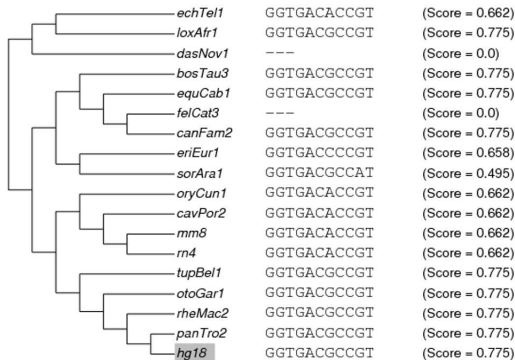 echTel1 GGTGACACCGT (Score = 0.662)
loxAfr1 GGTGACGCCGT (Score = 0.775)
dasNov1 --- (Score = 0.0)
bosTau3 GGTGACGCCGT (Score = 0.775)
equCab1 GGTGACGCCGT (Score = 0.775)
felCat3 --- (Score = 0.0)
canFam2 GGTGACGCCGT (Score = 0.775)
eriEur1 GGTGACCCCGT (Score = 0.658)
sorAra1 GGTGACGCCAT (Score = 0.495)
oryCun1 GGTGACACCGT (Score = 0.662)
cavPor2 GGTGACACCGT (Score = 0.662)
mm8 GGTGACACCGT (Score = 0.662)
rn4 GGTGACACCGT (Score = 0.662)
tupBel1 GGTGACGCCGT (Score = 0.775)
otoGar1 GGTGACGCCGT (Score = 0.775)
rheMac2 GGTGACGCCGT (Score = 0.775)
panTro2 GGTGACGCCGT (Score = 0.775)
hg18 GGTGACGCCGT (Score = 0.775)